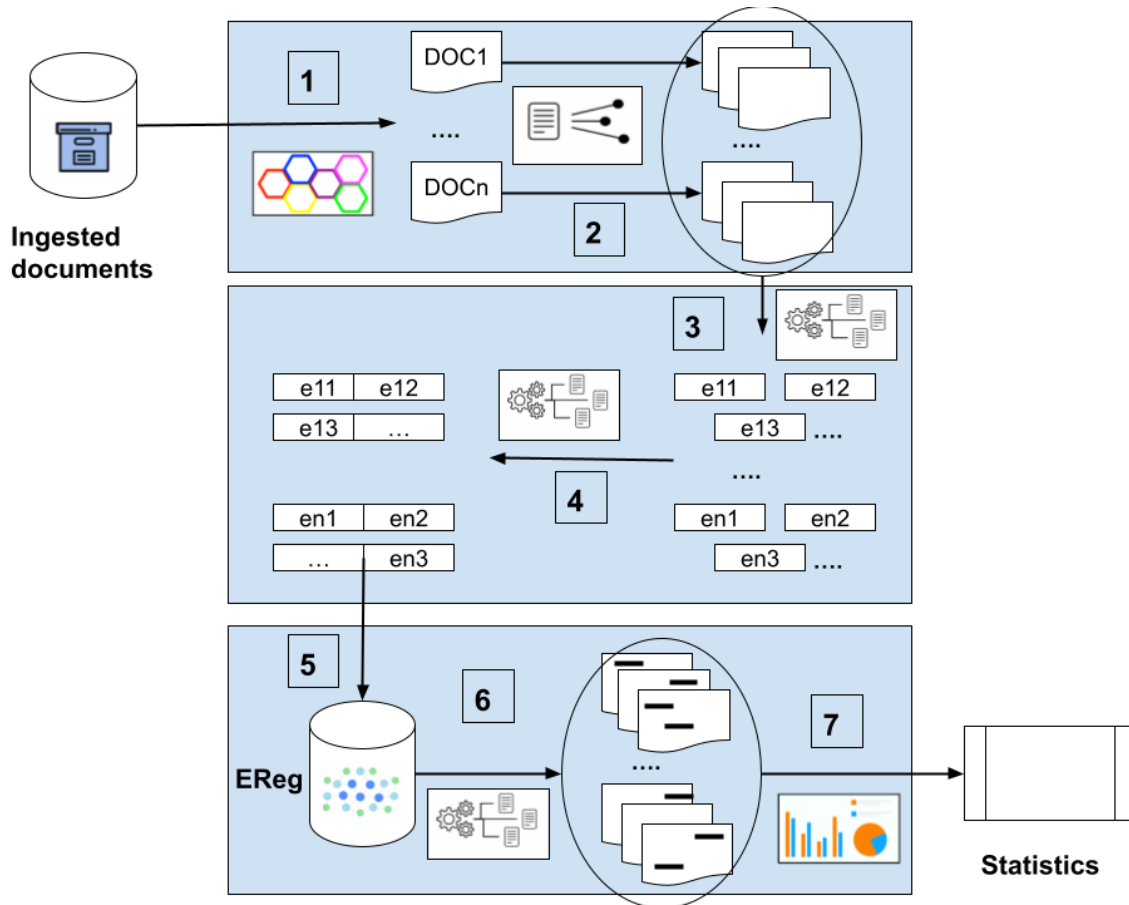 1
DOC1
....
....
DOCn
2
Ingested
documents
3
e11 e12
e13 ...
e11 e12
e13 ....
....
4
en1 en2
... en3
en1 en2
en3 ....
5
6
7
....
EReg
Statistics